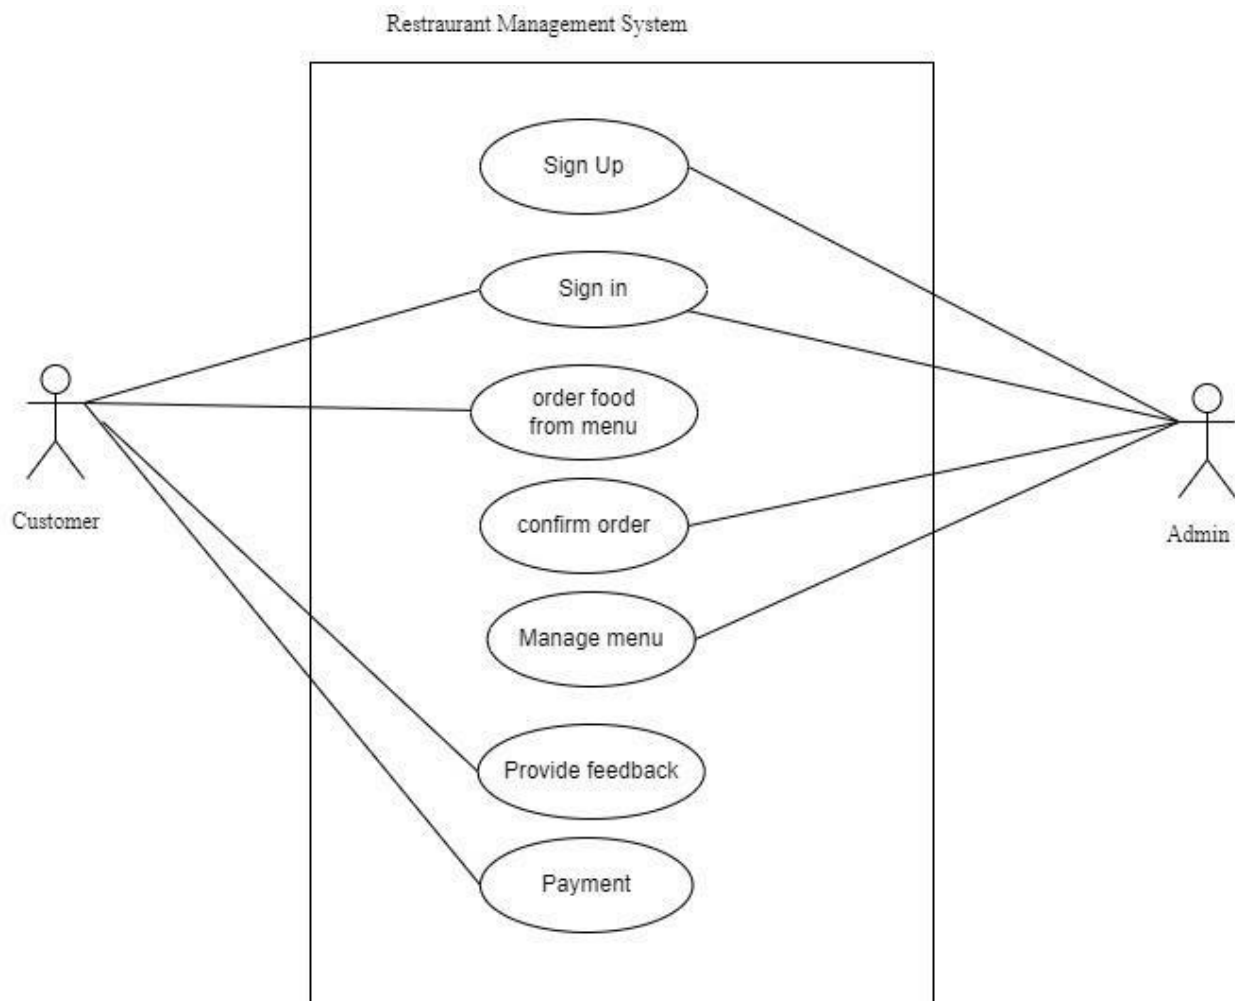 Restraurant Management System
Sign Up
Sign in
order food
from menu
confirm order
Customer
Admin
Manage menu
Provide feedback
Payment